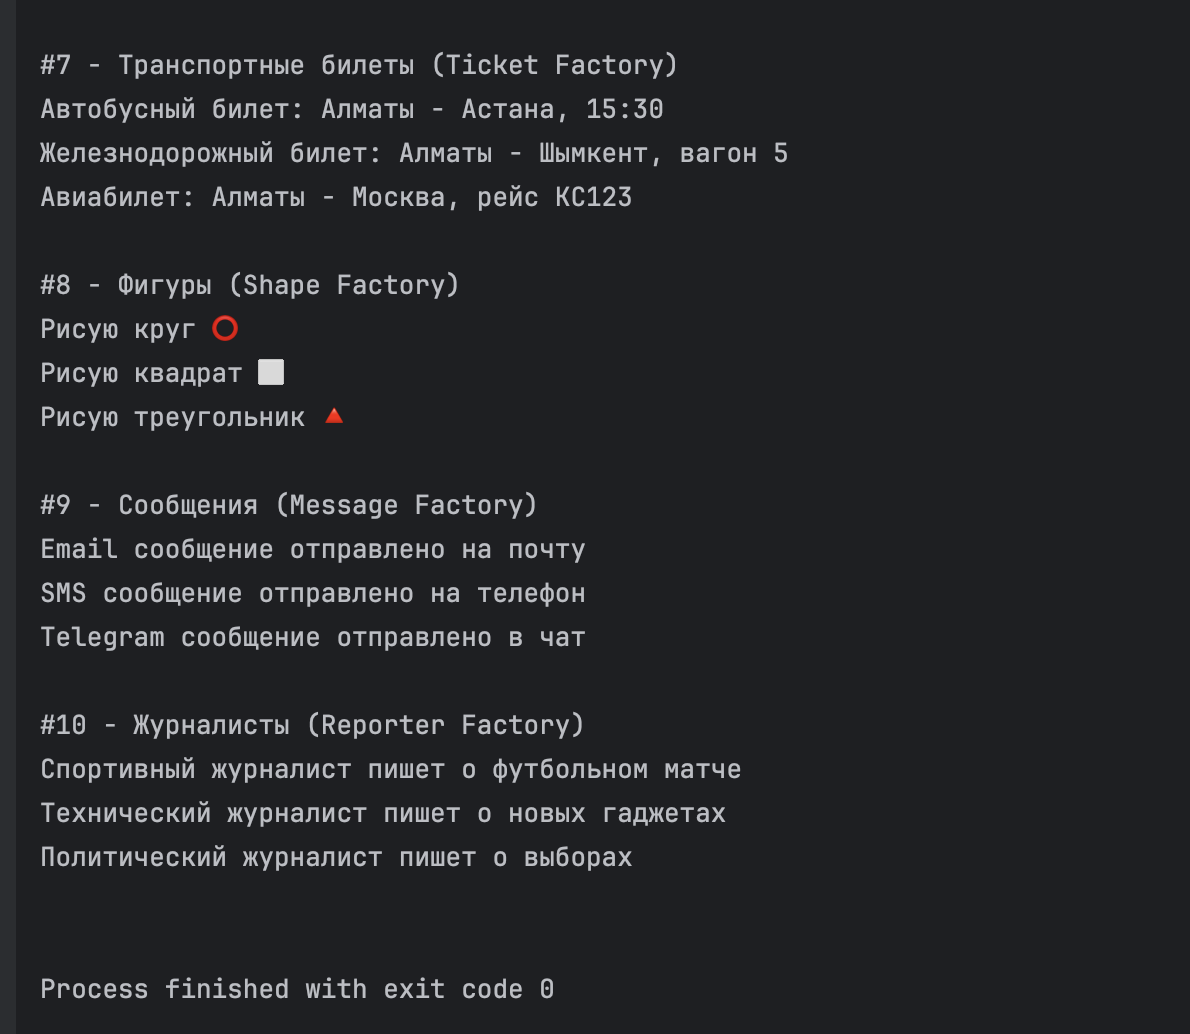 #7 - Транспортные билеты (Ticket Factory)
Автобусный билет: Алматы - Астана, 15:30
Железнодорожный билет: Алматы - Шымкент, вагон 5
Авиабилет: Алматы - Москва, рейс KC123
#8 - Фигуры (Shape Factory)
Рисую круг ⭕
Рисую квадрат ⬜
Рисую треугольник 🔺
#9 - Сообщения (Message Factory)
Email сообщение отправлено на почту
SMS сообщение отправлено на телефон
Telegram сообщение отправлено в чат
#10 - Журналисты (Reporter Factory)
Спортивный журналист пишет о футбольном матче
Технический журналист пишет о новых гаджетах
Политический журналист пишет о выборах
Process finished with exit code 0